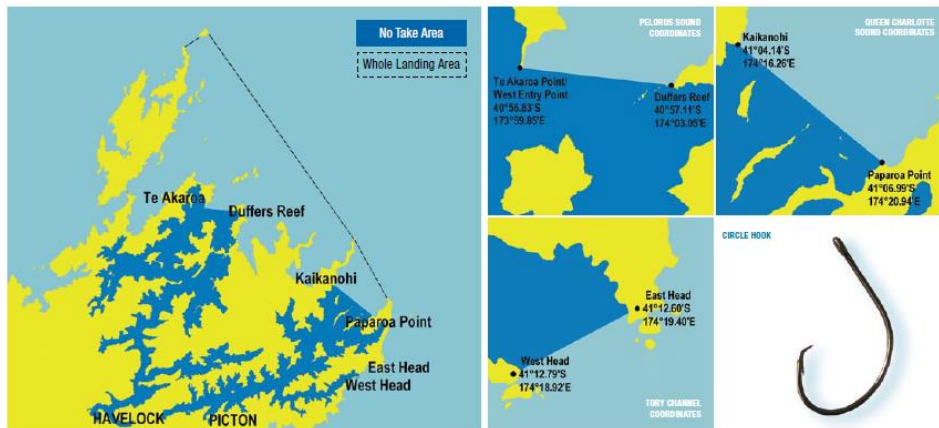 No Take Area
Whole Landing Area
Te Akaroa
Duffers Reef
Kaikanohi
Paparoa Point
East Head
West Head
HAVELOCK
PICTON
PELORUS SOUND
COORDINATES
Te Akaroa Point/
West Entry Point
40°56.83'S
173°59.85'E
Duffers Reef
40°57.11'S
174°03.05'E
QUEEN CHARLOTTE
SOUND COORDINATES
Kaikanohi
41°04.14'S
174°16.26'E
Paparoa Point
41°06.99'S
174°20.94'E
East Head
41°12.60'S
174°19.40'E
West Head
41°12.79'S
174°18.92'E
TORY CHANNEL
COORDINATES
CIRCLE HOOK